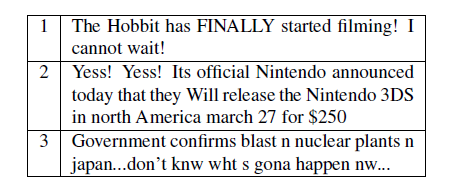 1 The Hobbit has FINALLY started filming! I
cannot wait!
2 Yess! Yess! Its official Nintendo announced
today that they Will release the Nintendo 3DS
in north America march 27 for $250
3 Government confirms blast n nuclear plants n
japan...don't knw wht s gona happen nw...